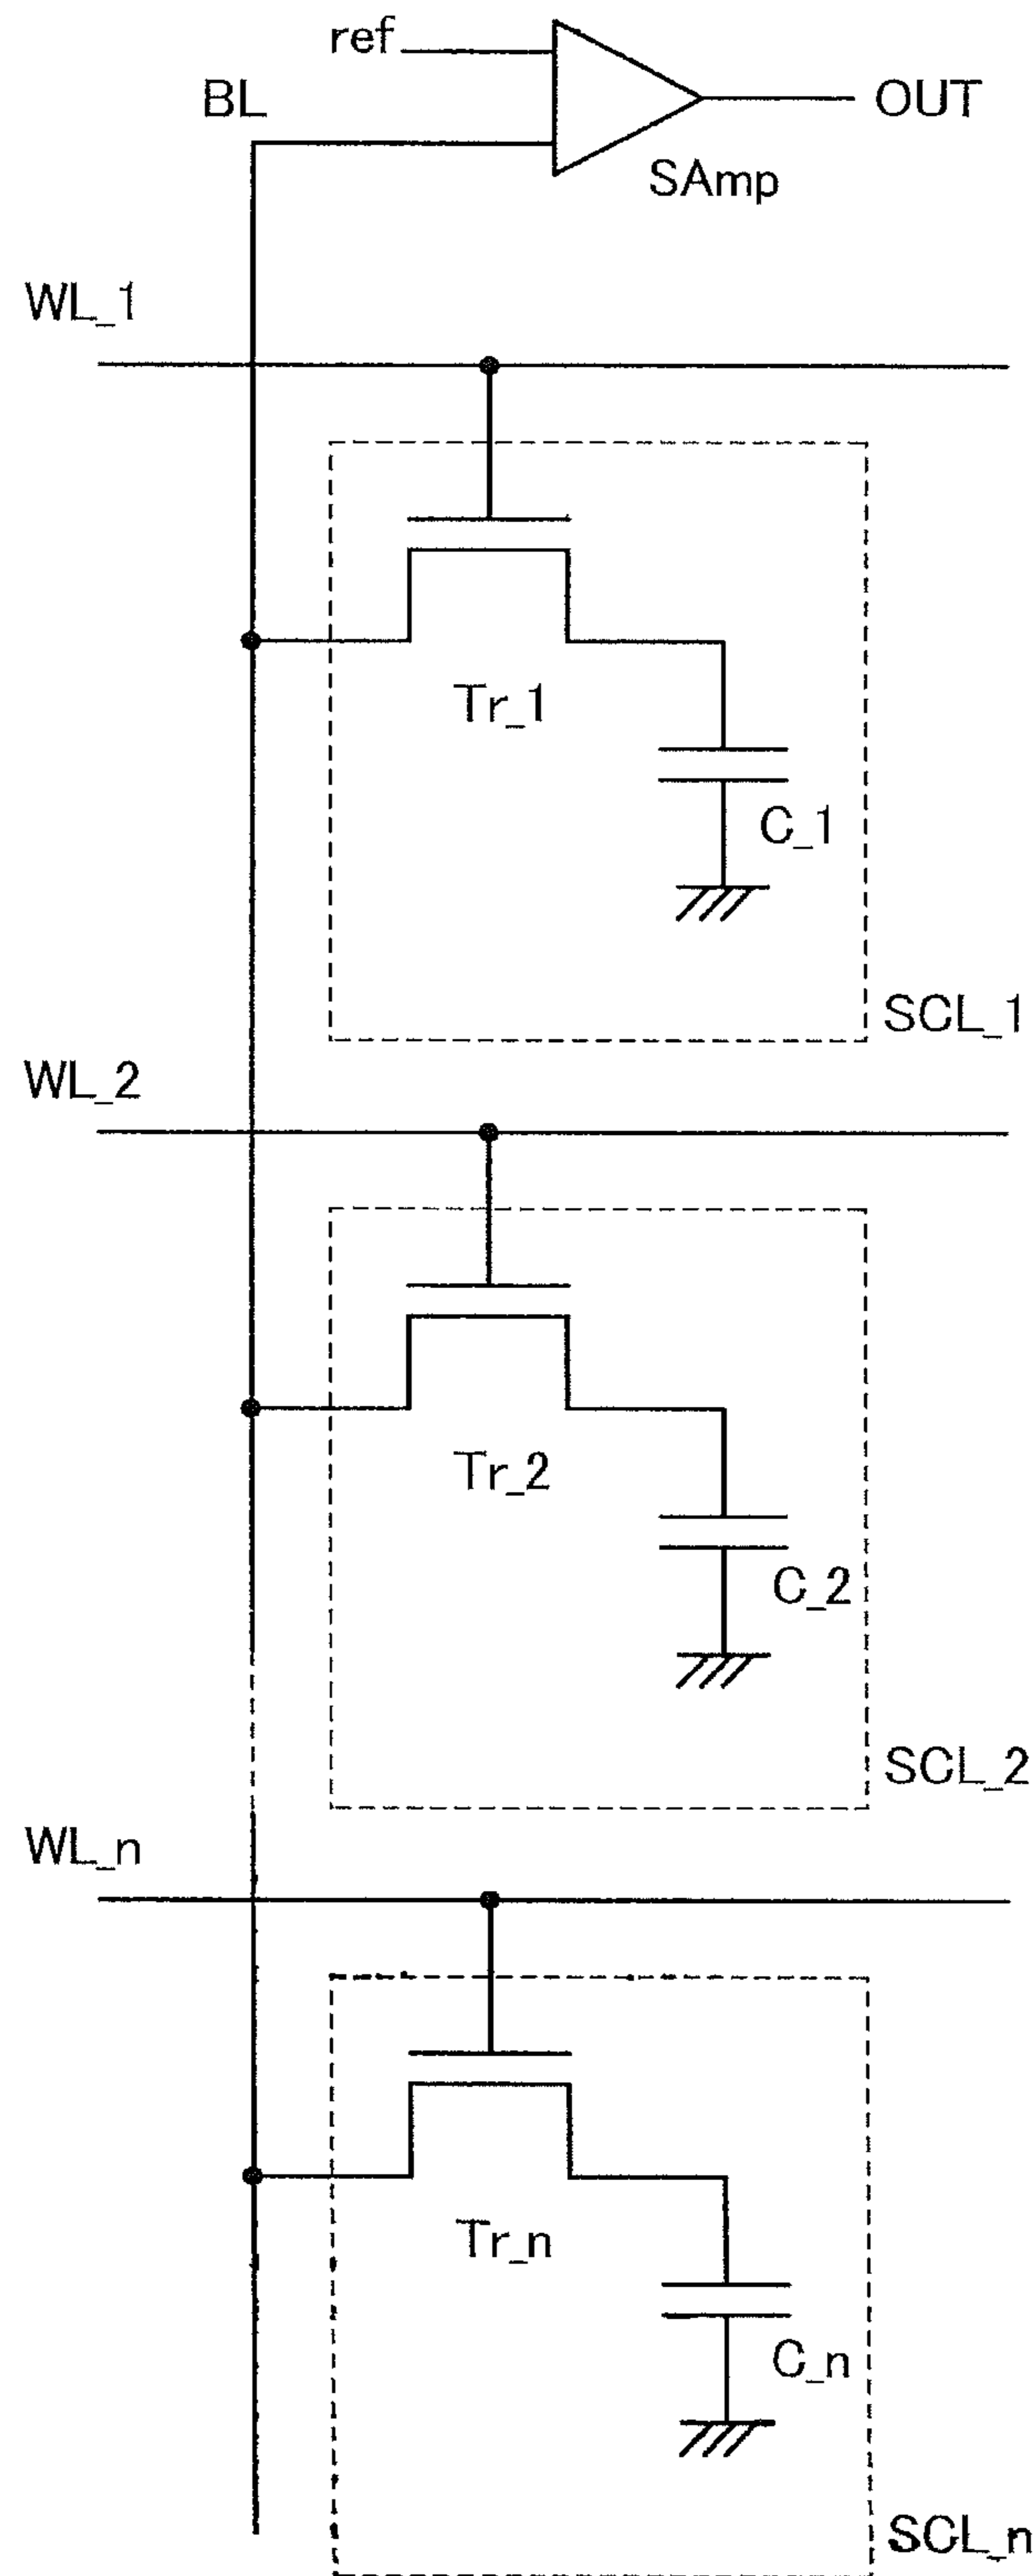 ref
BL
OUT
SAmp
WL_1
Tr_1
C_1
SCL_1
WL_2
Tr_2
C_2
SCL_2
WL_n
Tr_n
C_n
SCL_n